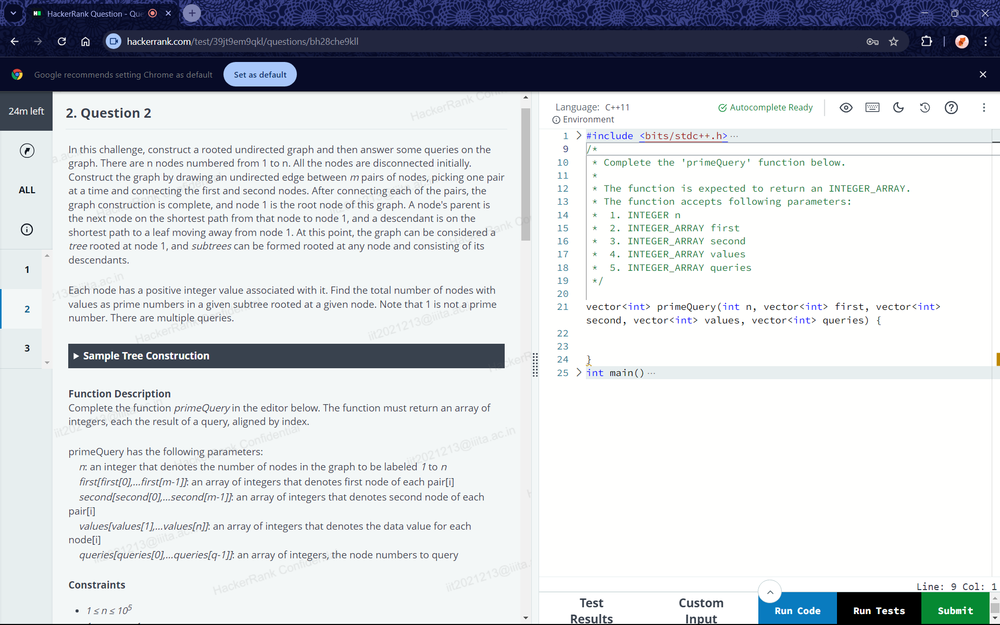 HackerRank Question - Que
hackerrank.com/test/39jt9em9qkl/questions/bh28che9kll
Google recommends setting Chrome as default
Set as default
24m left
ALL
1
2
3
2. Question 2
In this challenge, construct a rooted undirected graph and then answer some queries on the
graph. There are n nodes numbered from 1 to n. All the nodes are disconnected initially.
Construct the graph by drawing an undirected edge between m pairs of nodes, picking one pair
at a time and connecting the first and second nodes. After connecting each of the pairs, the
graph construction is complete, and node 1 is the root node of this graph. A node's parent is
the next node on the shortest path from that node to node 1, and a descendant is on the
shortest path to a leaf moving away from node 1. At this point, the graph can be considered a
tree rooted at node 1, and subtrees can be formed rooted at any node and consisting of its
descendants.
Each node has a positive integer value associated with it. Find the total number of nodes with
values as prime numbers in a given subtree rooted at a given node. Note that 1 is not a prime
number. There are multiple queries.
Sample Tree Construction
Function Description
Complete the function primeQuery in the editor below. The function must return an array of
integers, each the result of a query, aligned by index.
primeQuery has the following parameters:
n: an integer that denotes the number of nodes in the graph to be labeled 1 to n
first[first[0],...first[m-1]]: an array of integers that denotes first node of each pair[i]
second[second[0],...second[m-1]]: an array of integers that denotes second node of each
pair[i]
values[values[1],...values[n]]: an array of integers that denotes the data value for each
node[i]
queries[queries[0],...queries[q-1]]: an array of integers, the node numbers to query
Constraints
• 1 ≤ n ≤ 10^5
HackerRank Confidential
iit2021213@iiita.ac.in
Language: C++11
Autocomplete Ready
Environment
1 #include <bits/stdc++.h> ···
9 /*
10 * Complete the 'primeQuery' function below.
11 *
12 * The function is expected to return an INTEGER_ARRAY.
13 * The function accepts following parameters:
14 * 1. INTEGER n
15 * 2. INTEGER_ARRAY first
16 * 3. INTEGER_ARRAY second
17 * 4. INTEGER_ARRAY values
18 * 5. INTEGER_ARRAY queries
19 */
20
21 vector<int> primeQuery(int n, vector<int> first, vector<int>
second, vector<int> values, vector<int> queries) {
22
23
24 }
25 int main() ···
Line: 9 Col: 1
Test
Results
Custom
Input
Run Code
Run Tests
Submit